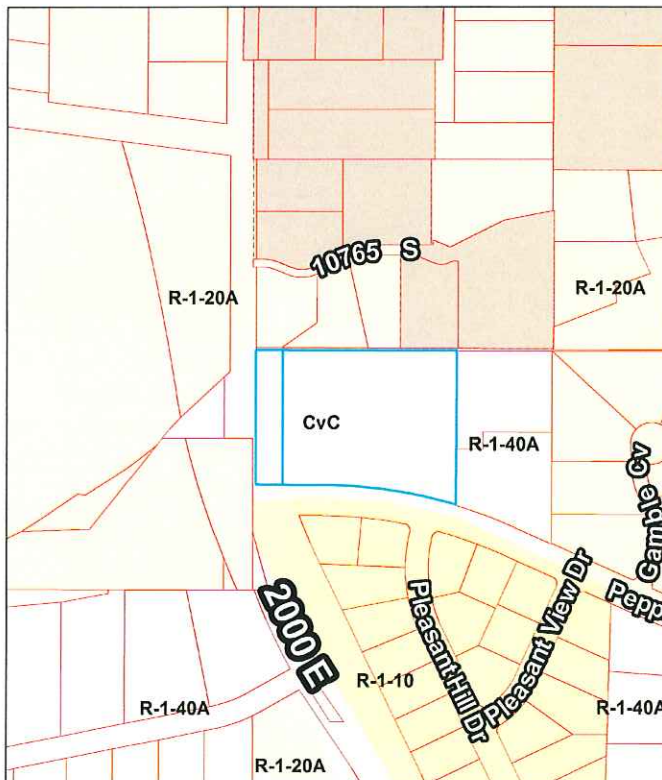 10765 S
R-1-20A
R-1-20A
CvC
R-1-40A
Gamble Cv
2000 E
Pleasant Hill Dr
Pleasant View Dr
Pepp
R-1-10
R-1-40A
R-1-40A
R-1-20A